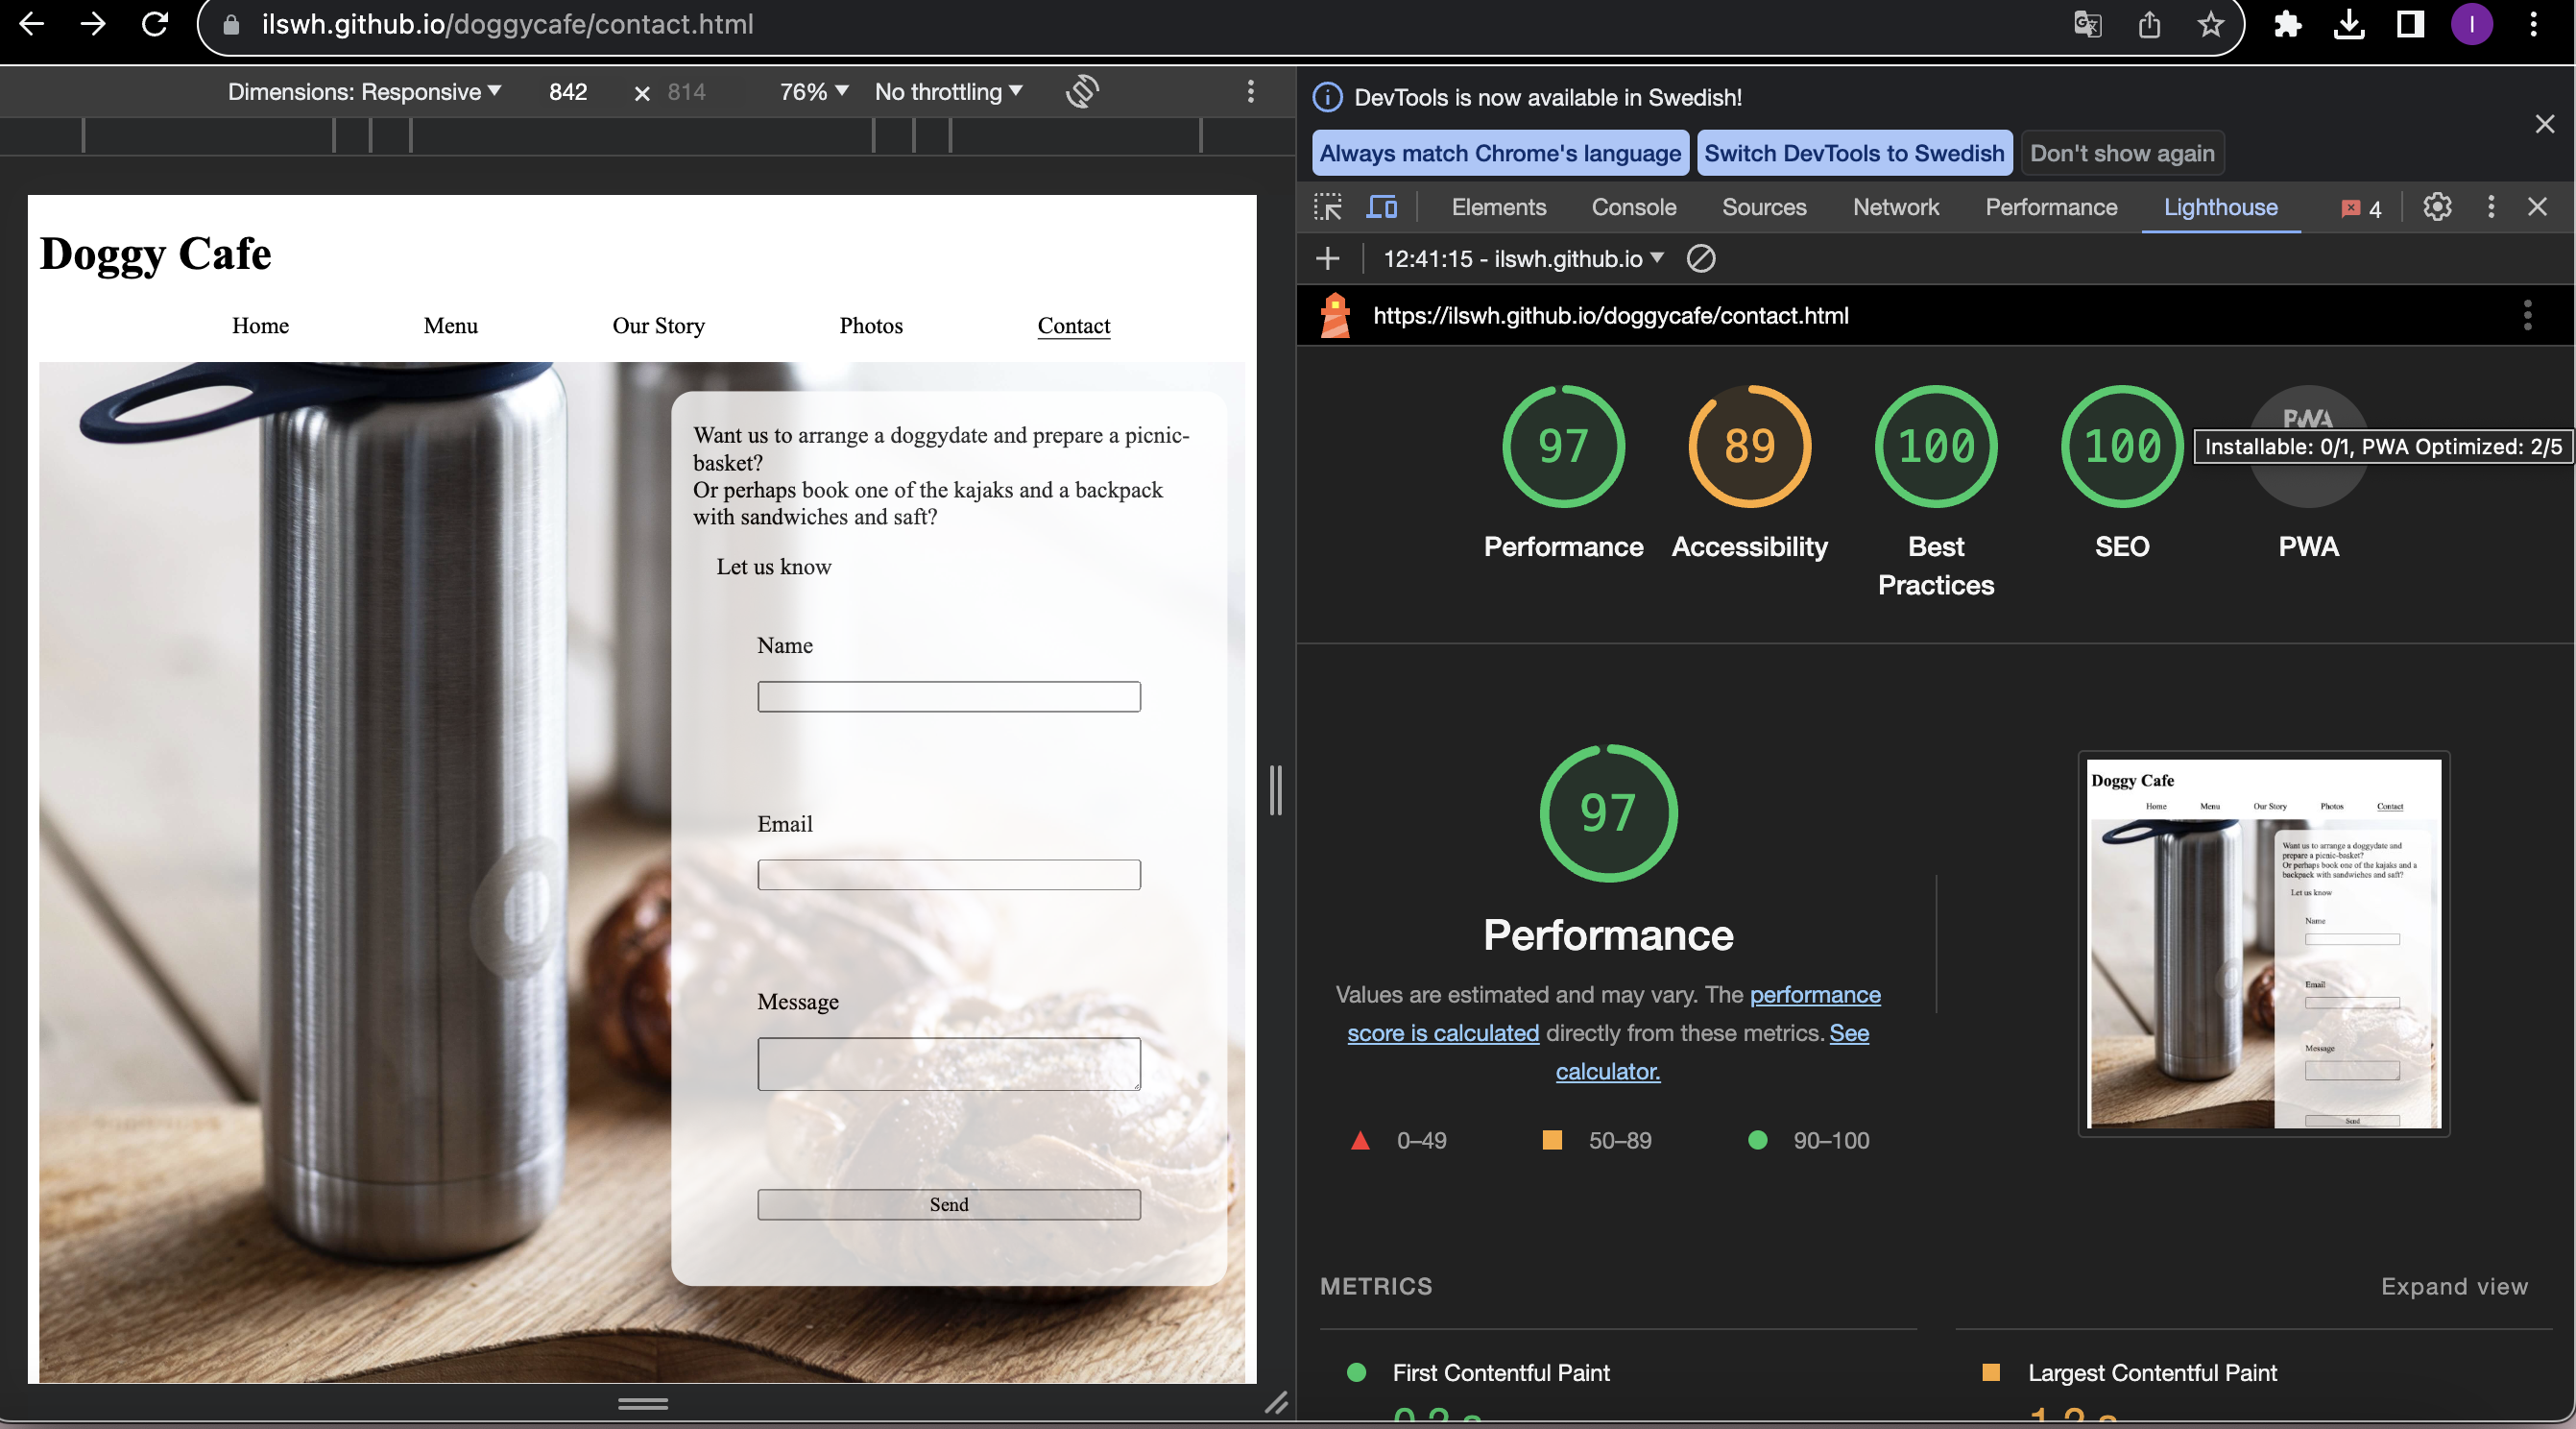 ilswh.github.io/doggycafe/contact.html
I
Dimensions: Responsive 842 × 814 76% No throttling
DevTools is now available in Swedish!
Always match Chrome's language Switch DevTools to Swedish Don't show again
Elements Console Sources Network Performance Lighthouse 4
12:41:15 - ilswh.github.io
https://ilswh.github.io/doggycafe/contact.html
Doggy Cafe
Home Menu Our Story Photos Contact
Want us to arrange a doggydate and prepare a picnic-
basket?
Or perhaps book one of the kajaks and a backpack
with sandwiches and saft?
Let us know
Name
Email
Message
Send
97 89 100 100 PWA
Installable: 0/1, PWA Optimized: 2/5
Performance Accessibility Best
Practices SEO PWA
97
Performance
Values are estimated and may vary. The performance
score is calculated directly from these metrics. See
calculator.
0–49 50–89 90–100
Doggy Cafe
Home Menu Our Story Photos Contact
Want us to arrange a doggydate and
prepare a picnic-basket?
Or perhaps book one of the kajaks and a
backpack with sandwiches and saft?
Let us know
Name
Email
Message
Send
METRICS Expand view
First Contentful Paint Largest Contentful Paint